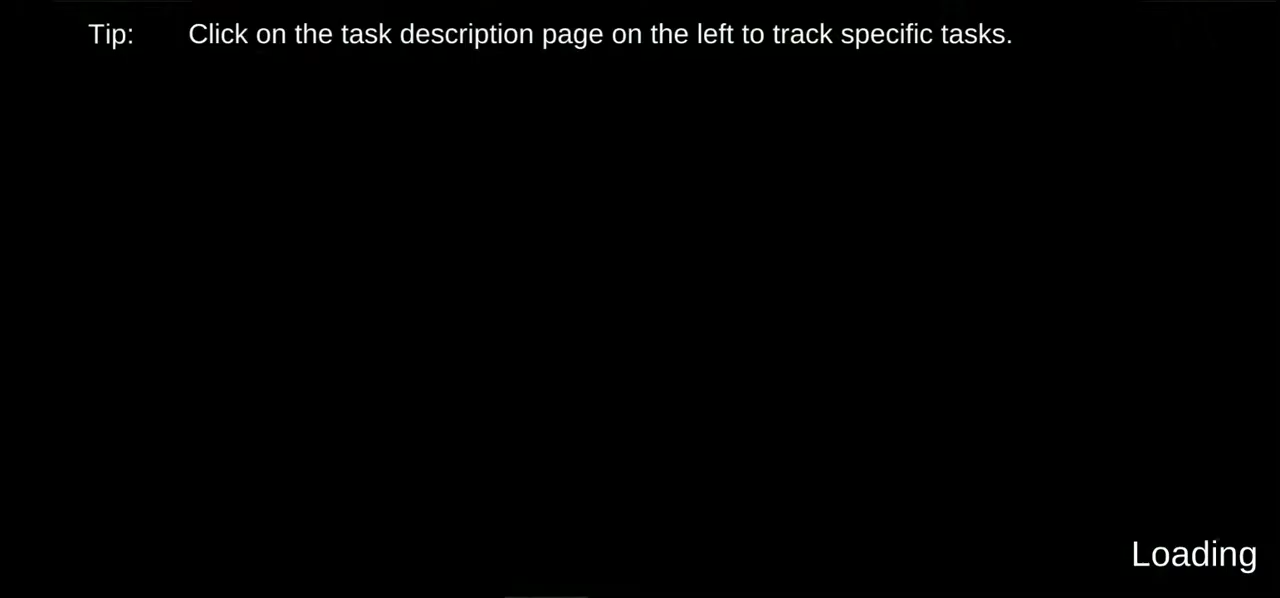 Tip: Click on the task description page on the left to track specific tasks.
Loading